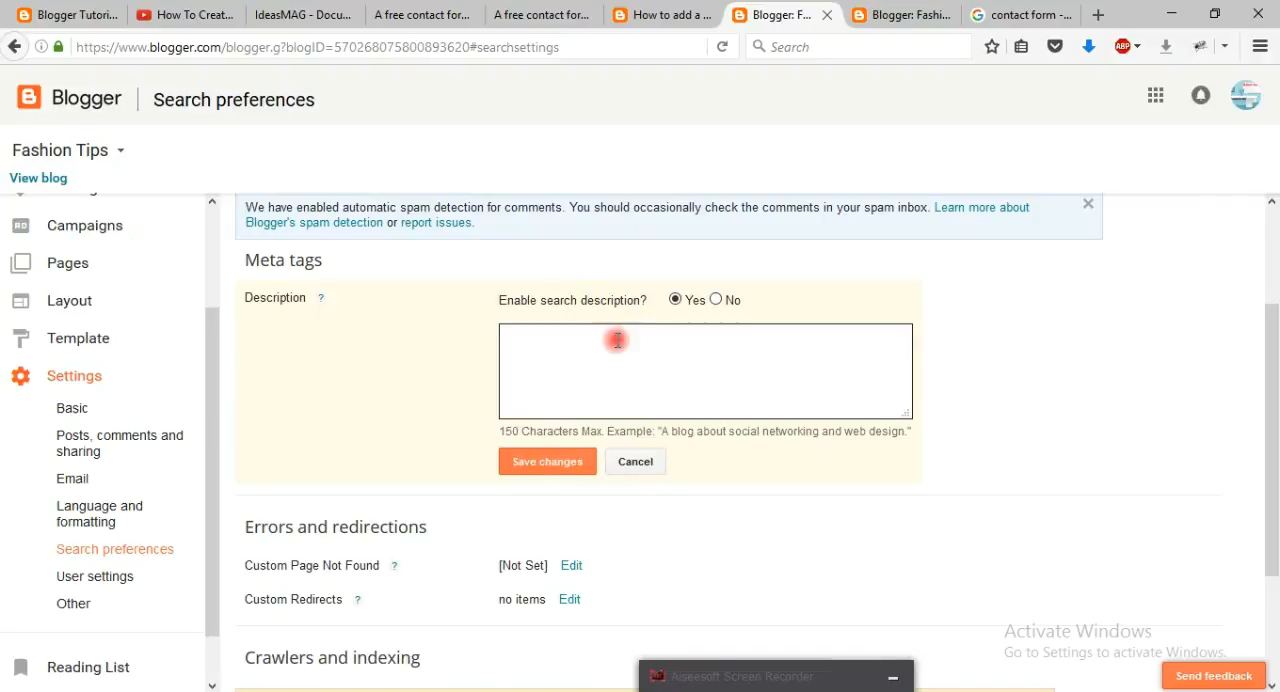 Blogger Tutori...
How To Creat...
IdeasMAG - Docu...
A free contact for...
A free contact for...
How to add a ...
Blogger: F...
Blogger: Fashi...
contact form -...
https://www.blogger.com/blogger.g?blogID=570268075800893620#searchsettings
Search
ABP
Blogger
Search preferences
Fashion Tips
View blog
We have enabled automatic spam detection for comments. You should occasionally check the comments in your spam inbox. Learn more about
Blogger's spam detection or report issues.
Campaigns
Pages
Layout
Template
Settings
Basic
Posts, comments and
sharing
Email
Language and
formatting
Search preferences
User settings
Other
Reading List
Meta tags
Description ?
Enable search description? Yes No
150 Characters Max. Example: "A blog about social networking and web design."
Save changes
Cancel
Errors and redirections
Custom Page Not Found ? [Not Set] Edit
Custom Redirects ? no items Edit
Crawlers and indexing
Activate Windows
Go to Settings to activate Windows.
Aiseesoft Screen Recorder
Send feedback